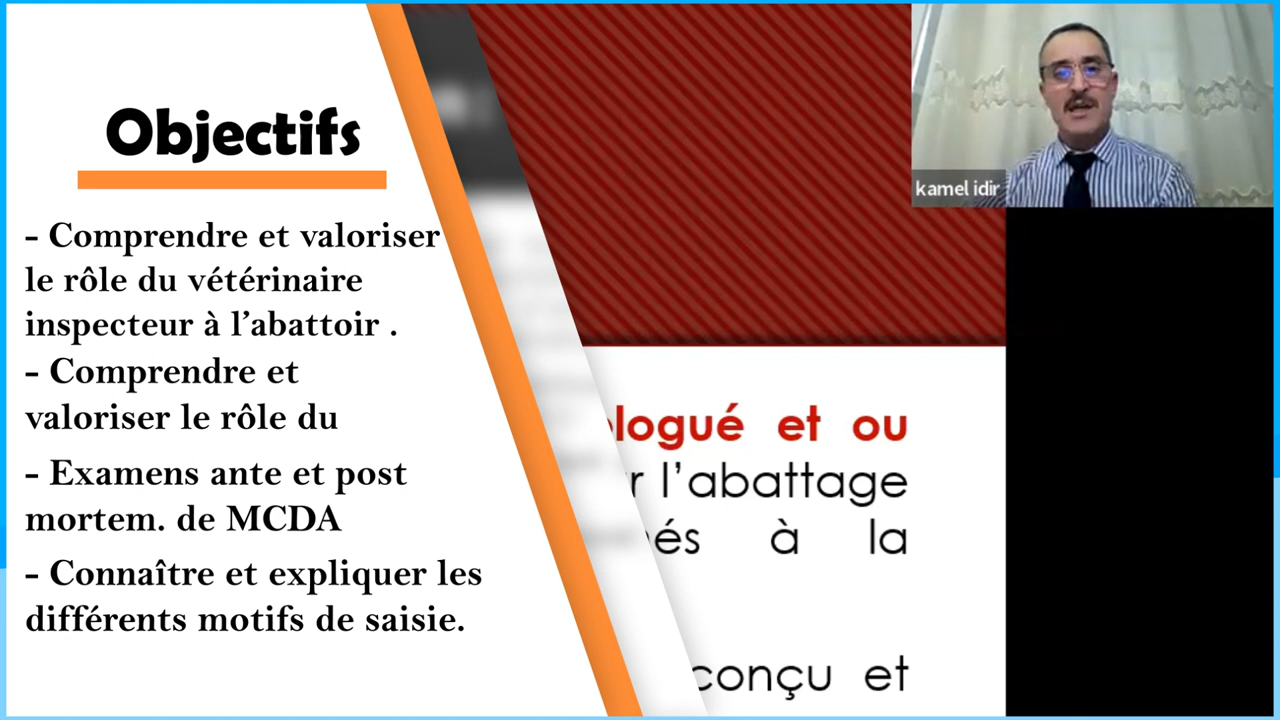 Objectifs
- Comprendre et valoriser
le rôle du vétérinaire
inspecteur à l’abattoir .
- Comprendre et
valoriser le rôle du
- Examens ante et post
mortem. de MCDA
- Connaître et expliquer les
différents motifs de saisie.
kamel idir
et ou
l’abattage
à la
conçu et